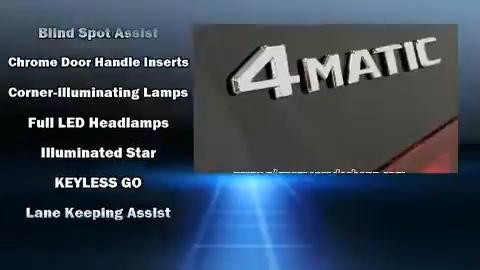 Blind Spot Assist
Chrome Door Handle Inserts
Corner-illuminating Lamps
Full LED Headlamps
Illuminated Star
KEYLESS GO
Lane Keeping Assist
4MATIC